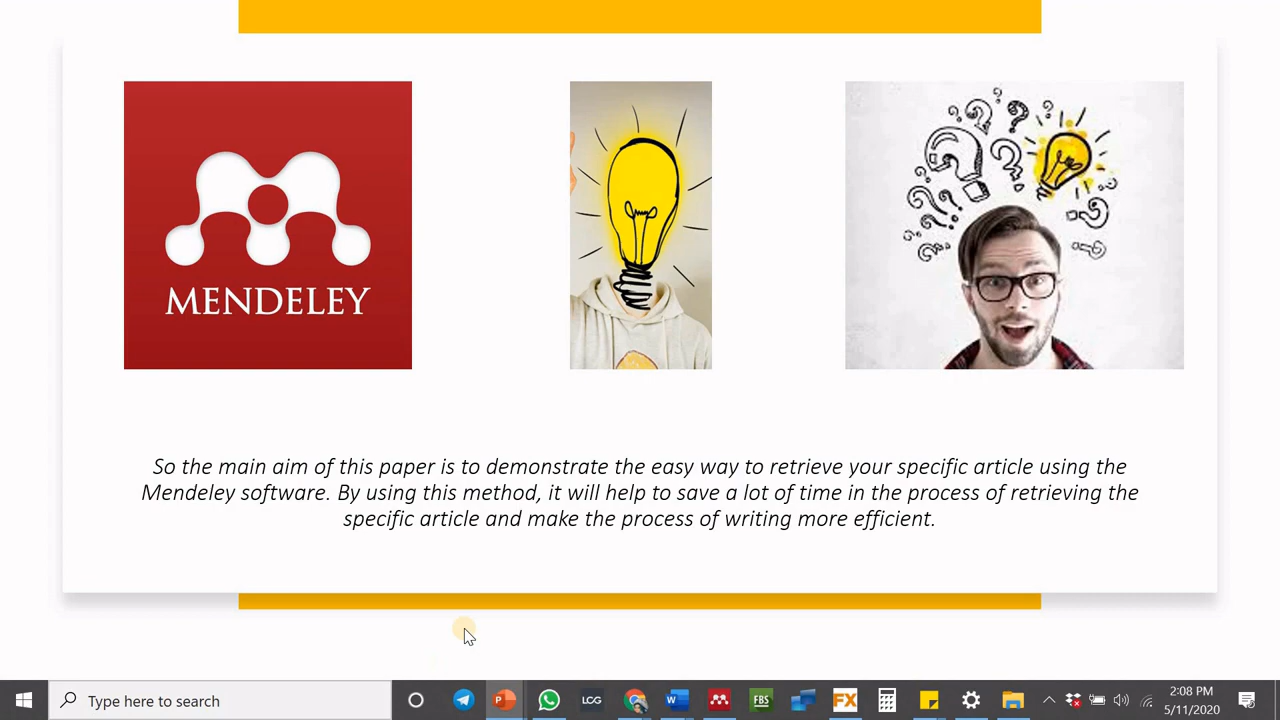 MENDELEY
So the main aim of this paper is to demonstrate the easy way to retrieve your specific article using the
Mendeley software. By using this method, it will help to save a lot of time in the process of retrieving the
specific article and make the process of writing more efficient.
Type here to search
LCG
FBS
FX
2:08 PM
5/11/2020